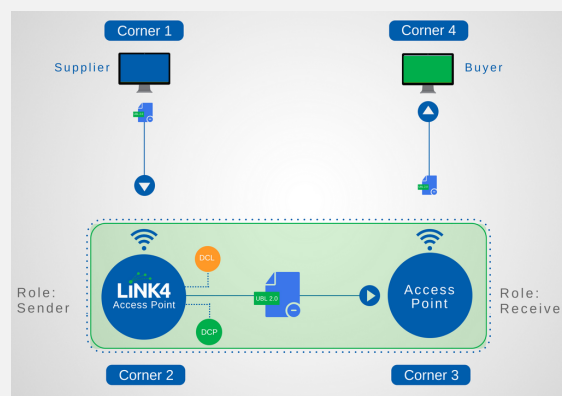 Corner 1
Corner 4
Supplier
Buyer
DCL
LiNK4
Access Point
UBL 2.0
DCP
Access
Point
Role:
Sender
Role:
Receive
Corner 2
Corner 3